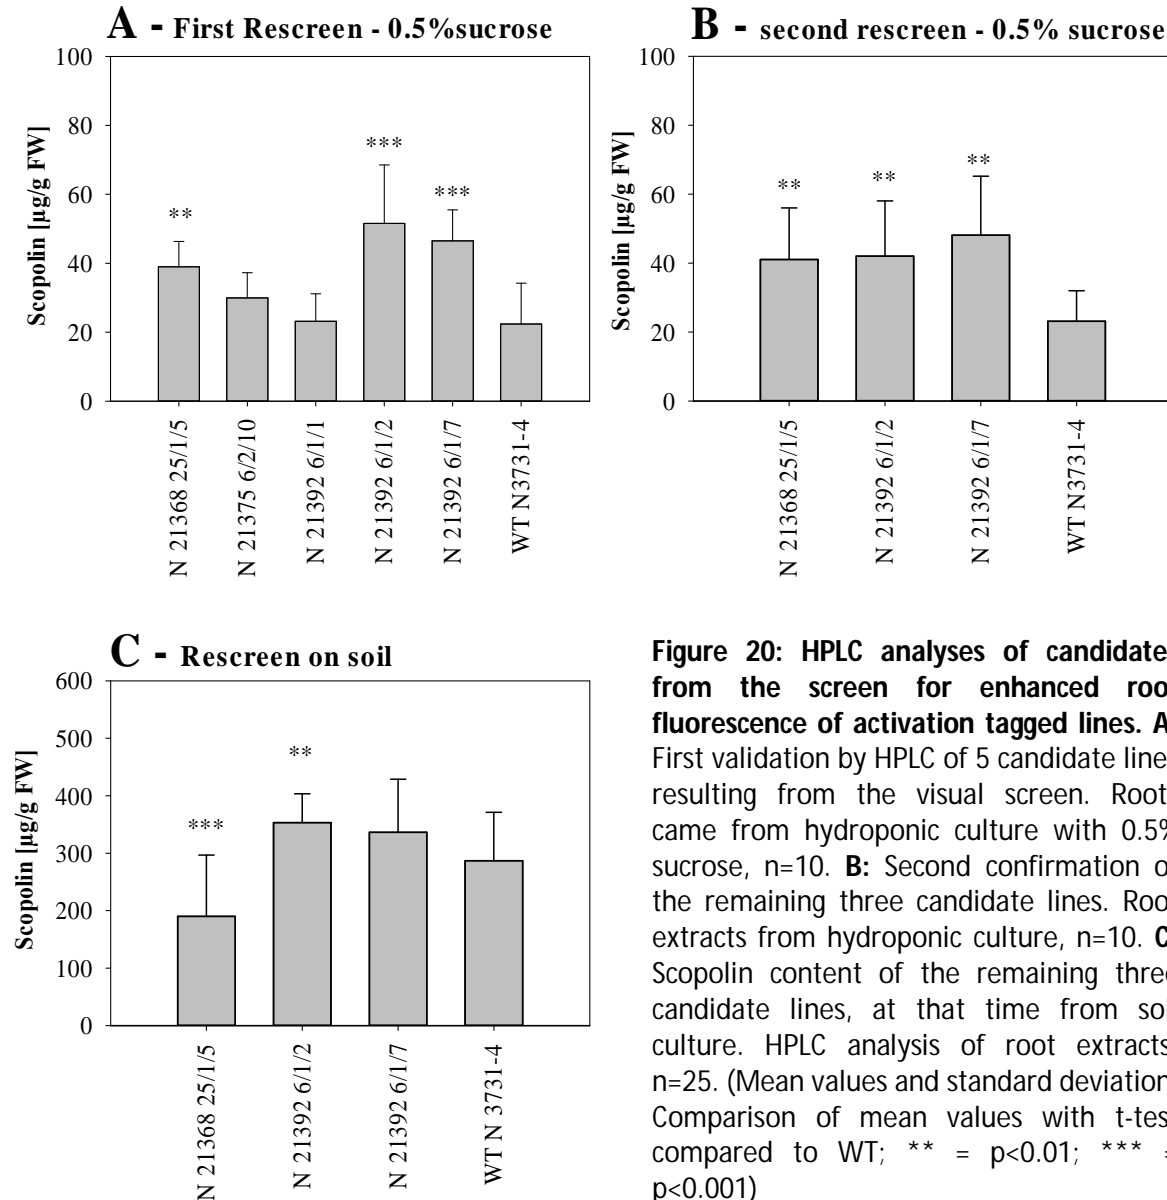 A - First Rescreen - 0.5%sucrose
100
80
60
40
20
0
Scopolin [µg/g FW]
**
***
***
N 21368 25/1/5
N 21375 6/2/10
N 21392 6/1/1
N 21392 6/1/2
N 21392 6/1/7
WT N3731-4
B - second rescreen - 0.5% sucrose
100
80
60
40
20
0
Scopolin [µg/g FW]
**
**
**
N 21368 25/1/5
N 21392 6/1/2
N 21392 6/1/7
WT N3731-4
C - Rescreen on soil
600
500
400
300
200
100
0
Scopolin [µg/g FW]
***
**
N 21368 25/1/5
N 21392 6/1/2
N 21392 6/1/7
WT N 3731-4
Figure 20: HPLC analyses of candidate
from the screen for enhanced roo
fluorescence of activation tagged lines. A
First validation by HPLC of 5 candidate line
resulting from the visual screen. Root
came from hydroponic culture with 0.5%
sucrose, n=10. B: Second confirmation o
the remaining three candidate lines. Roo
extracts from hydroponic culture, n=10. C
Scopolin content of the remaining three
candidate lines, at that time from soi
culture. HPLC analysis of root extracts
n=25. (Mean values and standard deviation
Comparison of mean values with t-tes
compared to WT; ** = p<0.01; *** =
p<0.001)